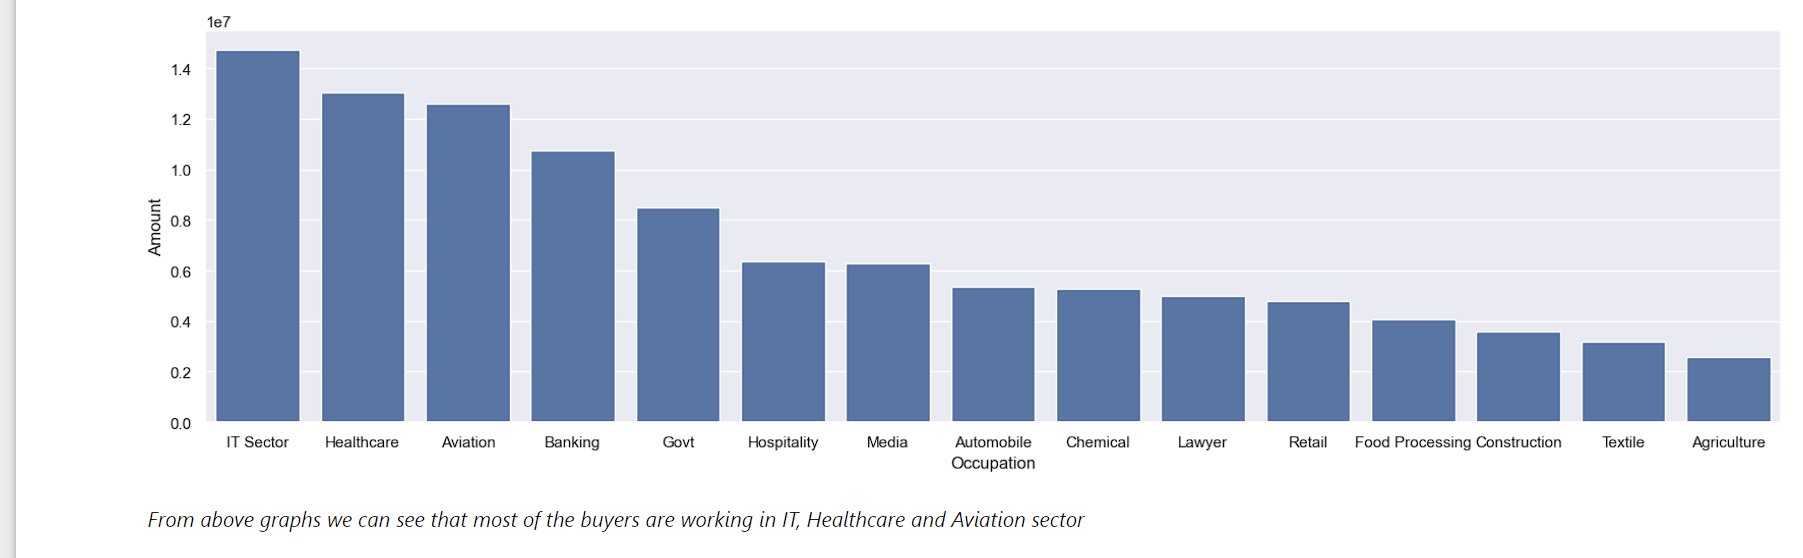 1e7
1.4
1.2
1.0
0.8
0.6
0.4
0.2
0.0
Amount
IT Sector Healthcare Aviation Banking Govt Hospitality Media Automobile Chemical Lawyer Retail Food Processing Construction Textile Agriculture
Occupation
From above graphs we can see that most of the buyers are working in IT, Healthcare and Aviation sector